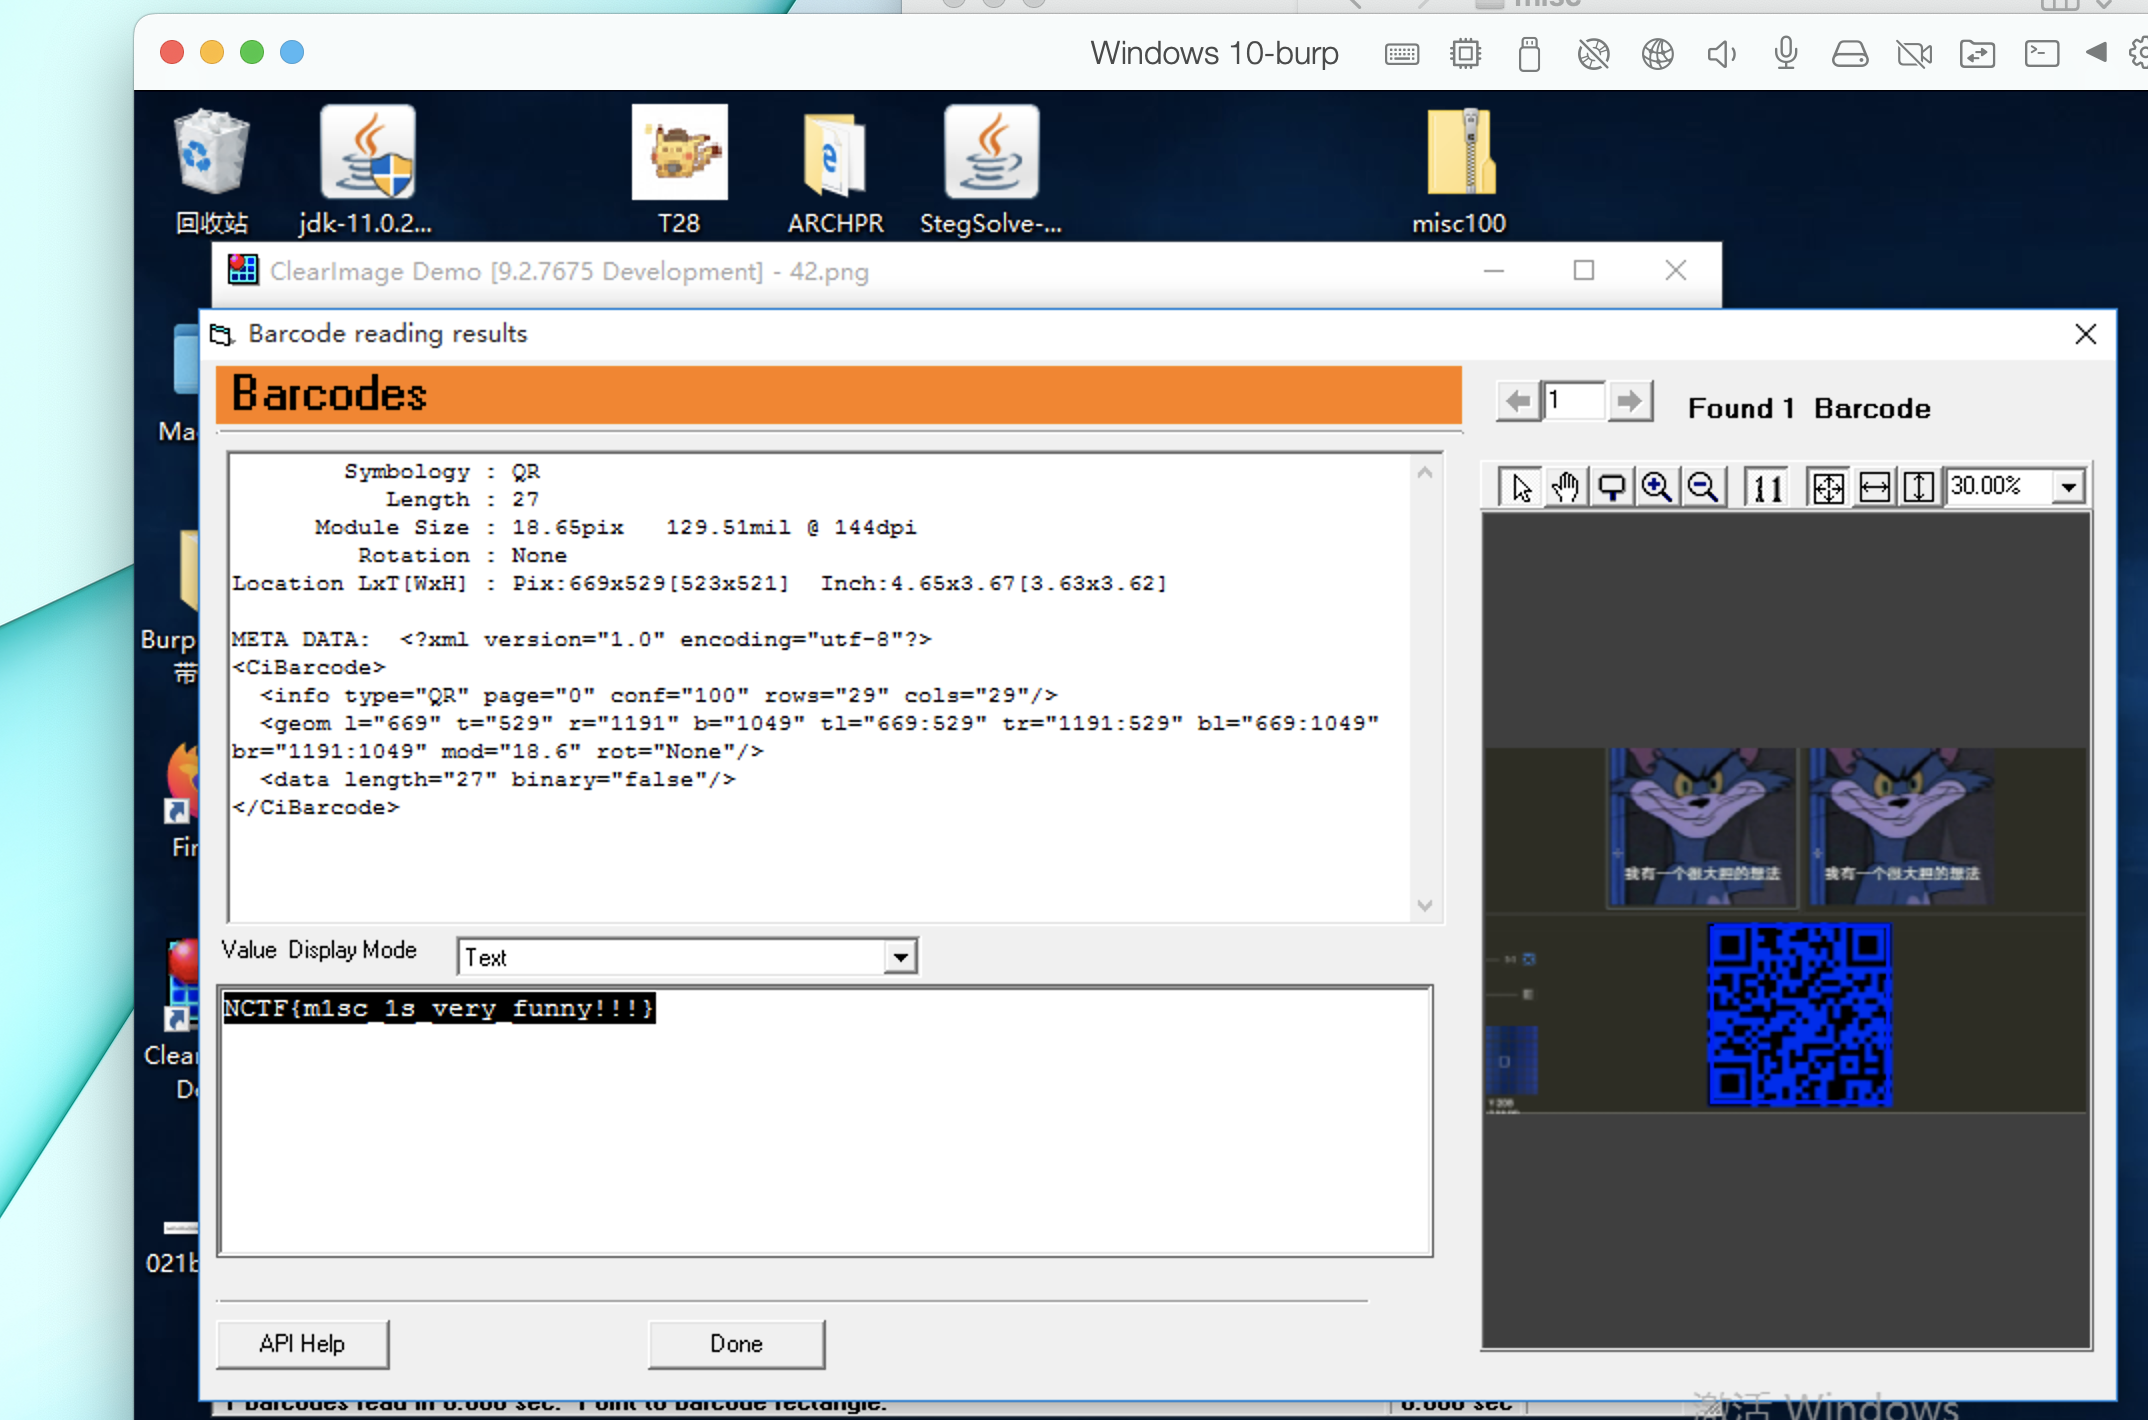 misc
Windows 10-burp
回收站
jdk-11.0.2...
T28
ARCHPR
StegSolve-...
misc100
ClearImage Demo [9.2.7675 Development] - 42.png
Barcode reading results
Barcodes
1
Found 1 Barcode
Symbology : QR
Length : 27
Module Size : 18.65pix 129.51mil @ 144dpi
Rotation : None
Location LxT[WxH] : Pix:669x529[523x521] Inch:4.65x3.67[3.63x3.62]
META DATA: <?xml version="1.0" encoding="utf-8"?>
<CiBarcode>
<info type="QR" page="0" conf="100" rows="29" cols="29"/>
<geom l="669" t="529" r="1191" b="1049" tl="669:529" tr="1191:529" bl="669:1049"
br="1191:1049" mod="18.6" rot="None"/>
<data length="27" binary="false"/>
</CiBarcode>
11
30.00%
我有一个很大胆的想法
我有一个很大胆的想法
Value Display Mode
Text
NCTF{m1sc_1s_very_funny!!!}
API Help
Done
Ma
Burp
带
Fir
Clear
De
021b
1 barcodes read in 0.000 sec. Point to barcode rectangle.
0.000 sec
激活 Windows